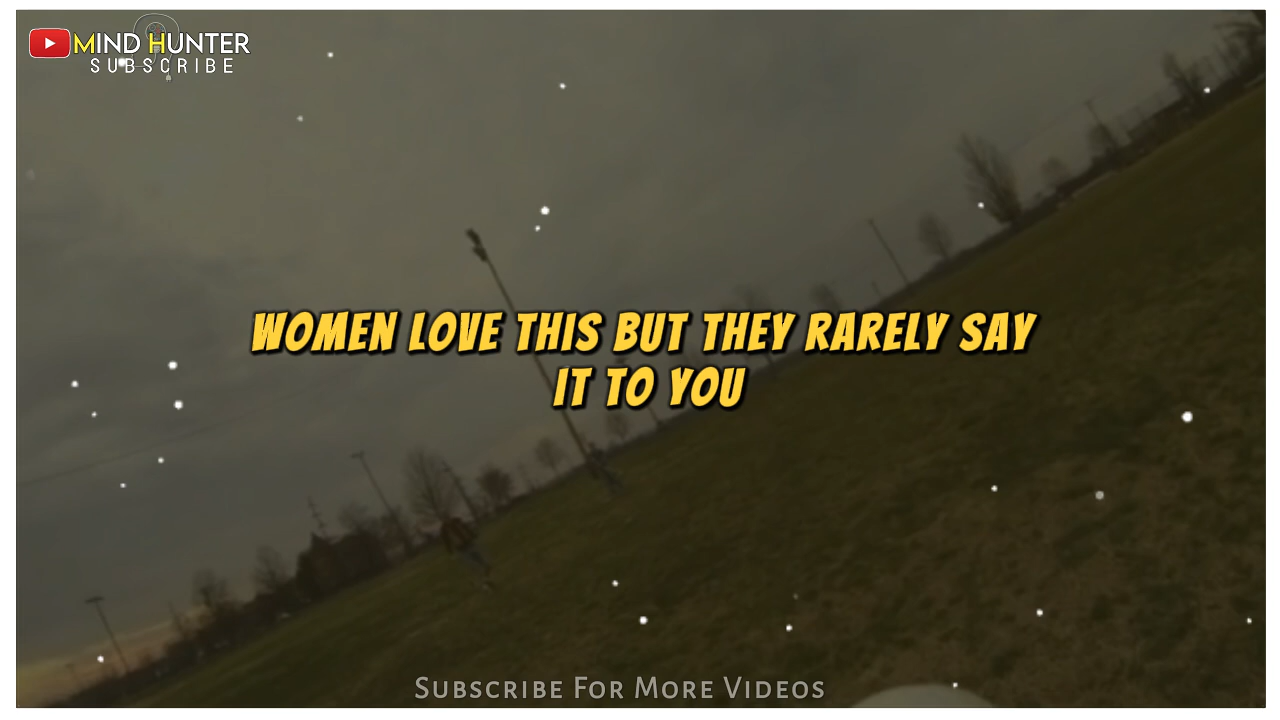 MIND HUNTER
SUBSCRIBE
WOMEN LOVE THIS BUT THEY RARELY SAY
IT TO YOU
SUBSCRIBE FOR MORE VIDEOS